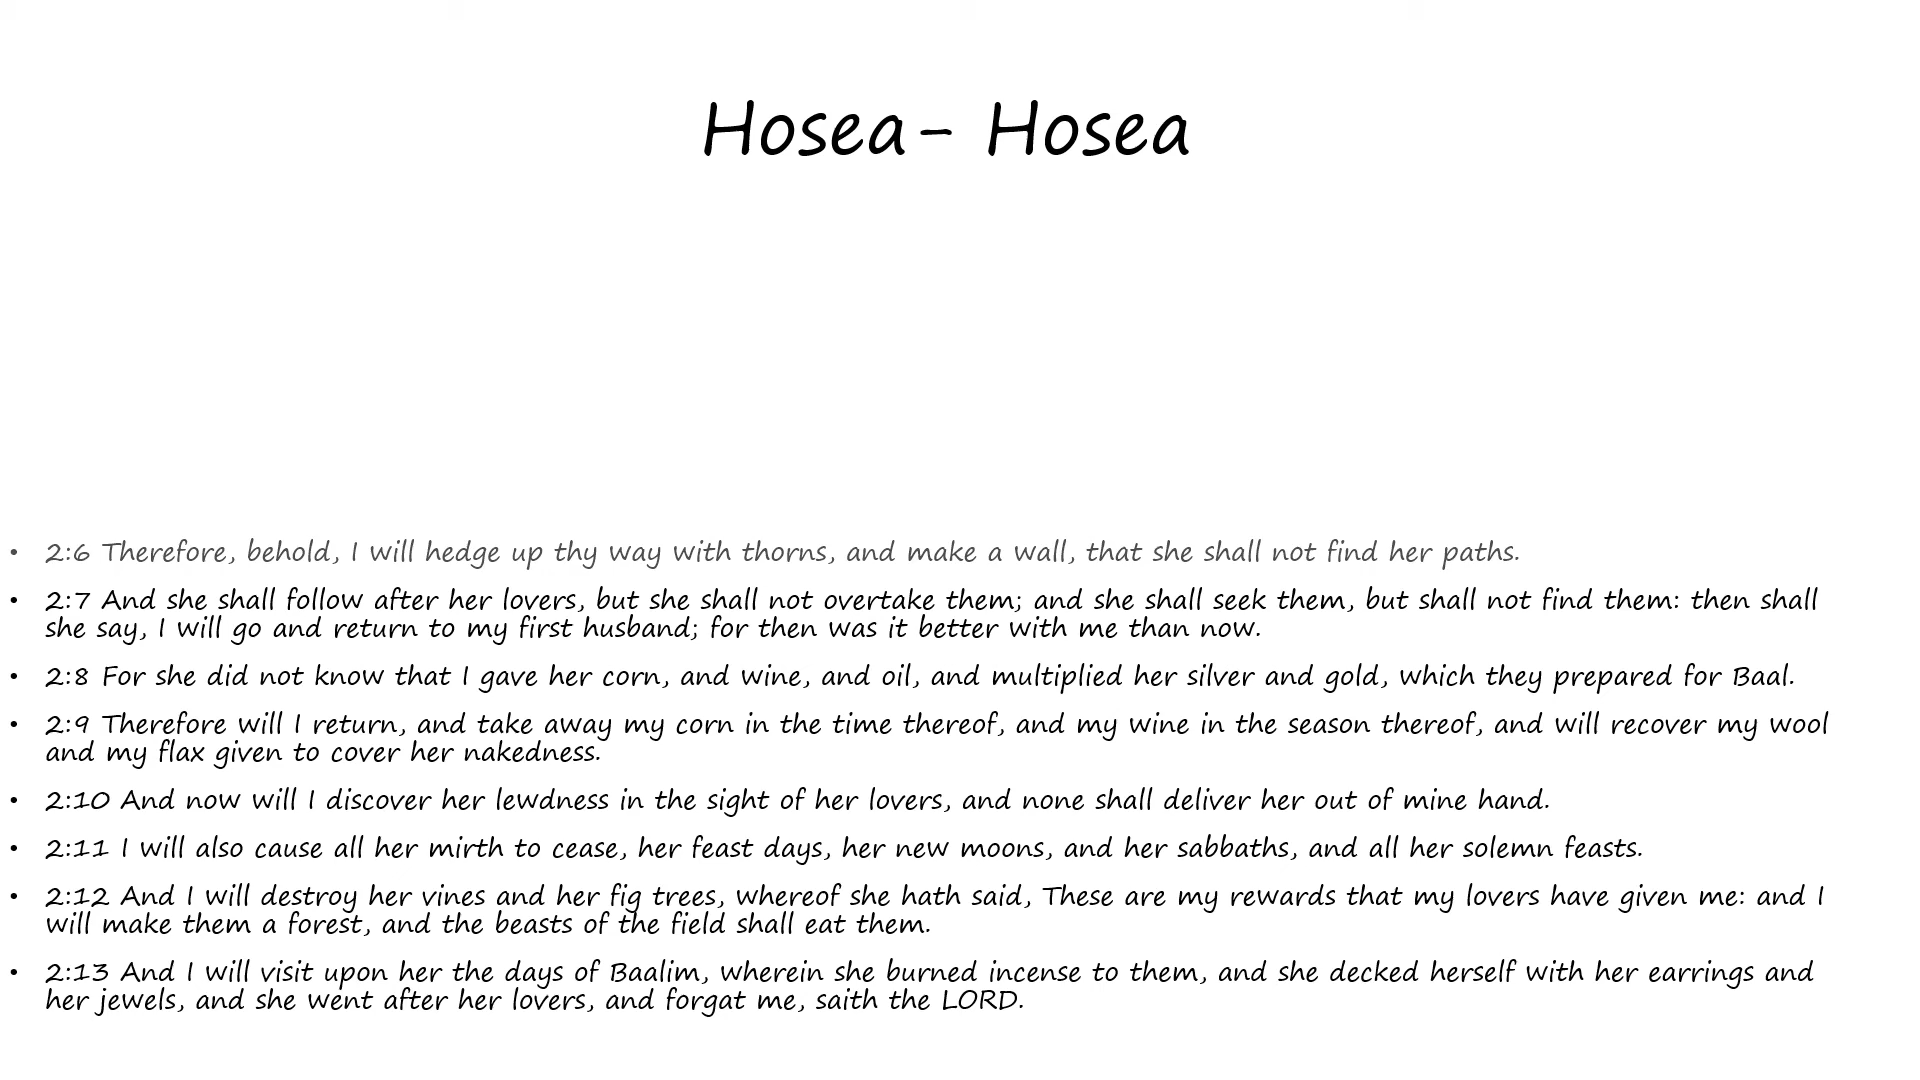 Hosea- Hosea
• 2:6 Therefore, behold, I will hedge up thy way with thorns, and make a wall, that she shall not find her paths.
• 2:7 And she shall follow after her lovers, but she shall not overtake them; and she shall seek them, but shall not find them: then shall
she say, I will go and return to my first husband; for then was it better with me than now.
• 2:8 For she did not know that I gave her corn, and wine, and oil, and multiplied her silver and gold, which they prepared for Baal.
• 2:9 Therefore will I return, and take away my corn in the time thereof, and my wine in the season thereof, and will recover my wool
and my flax given to cover her nakedness.
• 2:10 And now will I discover her lewdness in the sight of her lovers, and none shall deliver her out of mine hand.
• 2:11 I will also cause all her mirth to cease, her feast days, her new moons, and her sabbaths, and all her solemn feasts.
• 2:12 And I will destroy her vines and her fig trees, whereof she hath said, These are my rewards that my lovers have given me: and I
will make them a forest, and the beasts of the field shall eat them.
• 2:13 And I will visit upon her the days of Baalim, wherein she burned incense to them, and she decked herself with her earrings and
her jewels, and she went after her lovers, and forgat me, saith the LORD.